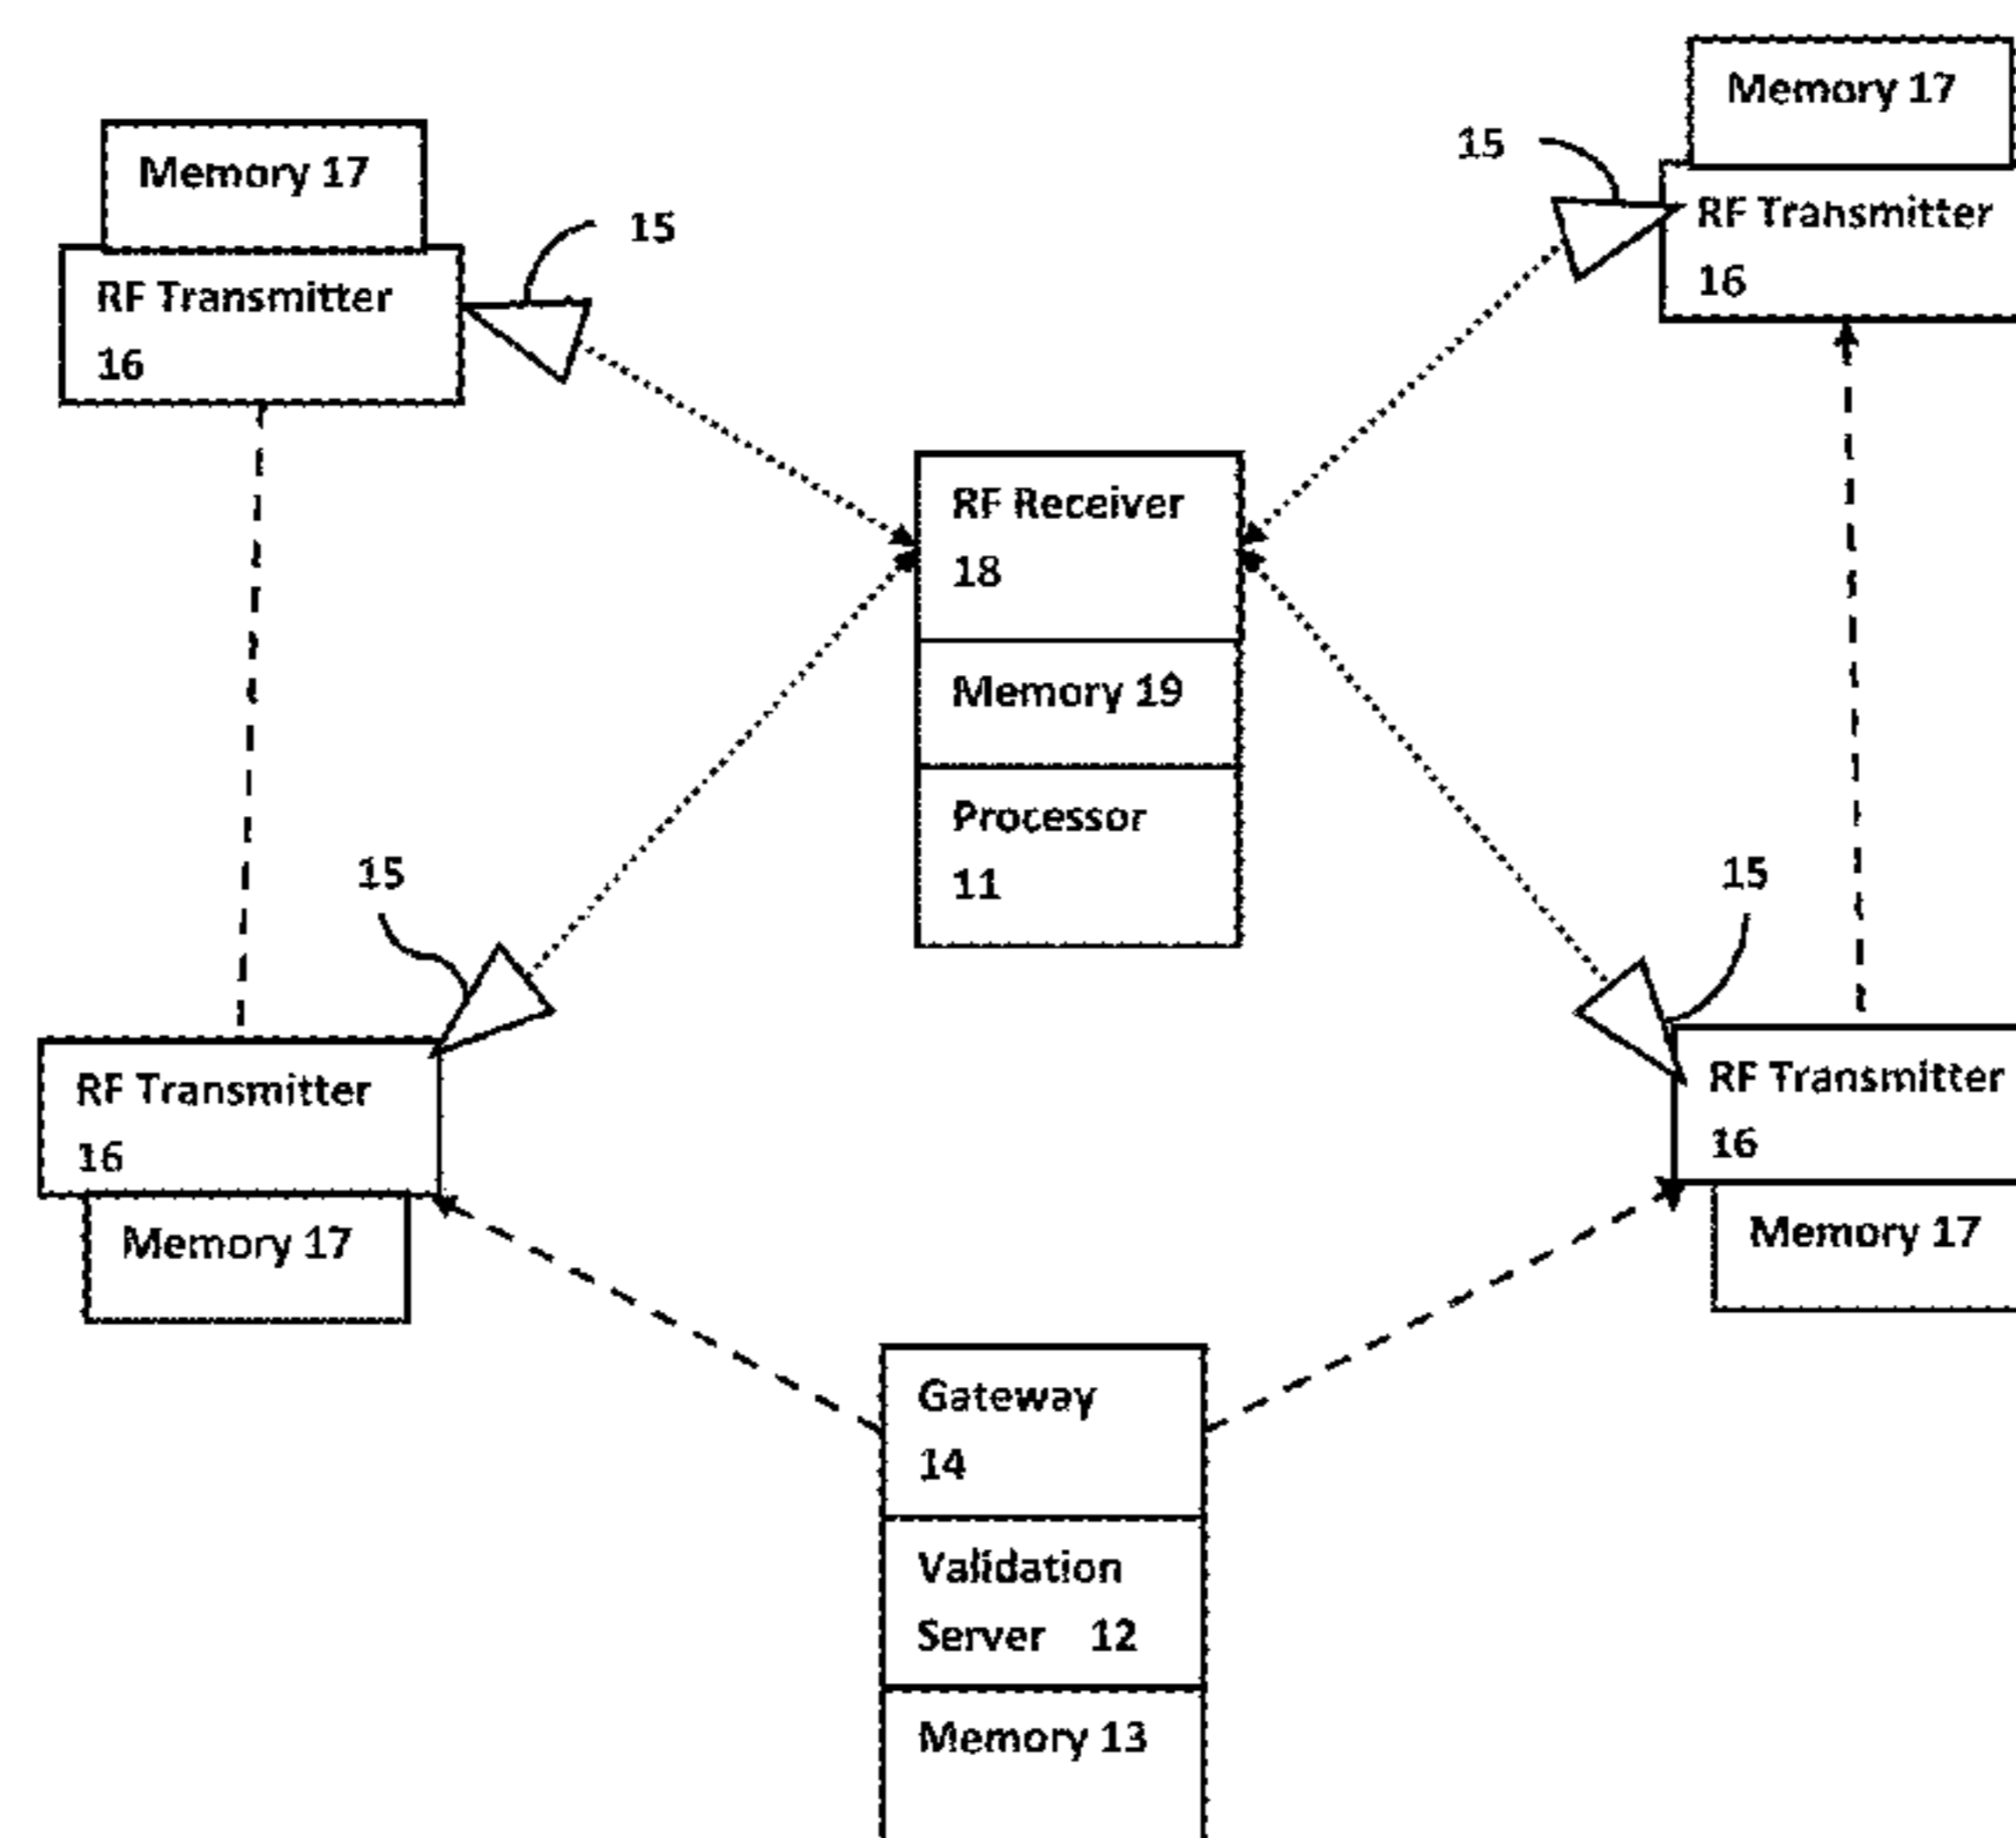 Memory 17
RF Transmitter
16
15
15
Memory 17
RF Transmitter
16
RF Receiver
18
Memory 19
Processor
11
15
RF Transmitter
16
Memory 17
15
RF Transmitter
16
Memory 17
Gateway
14
Validation
Server 12
Memory 13